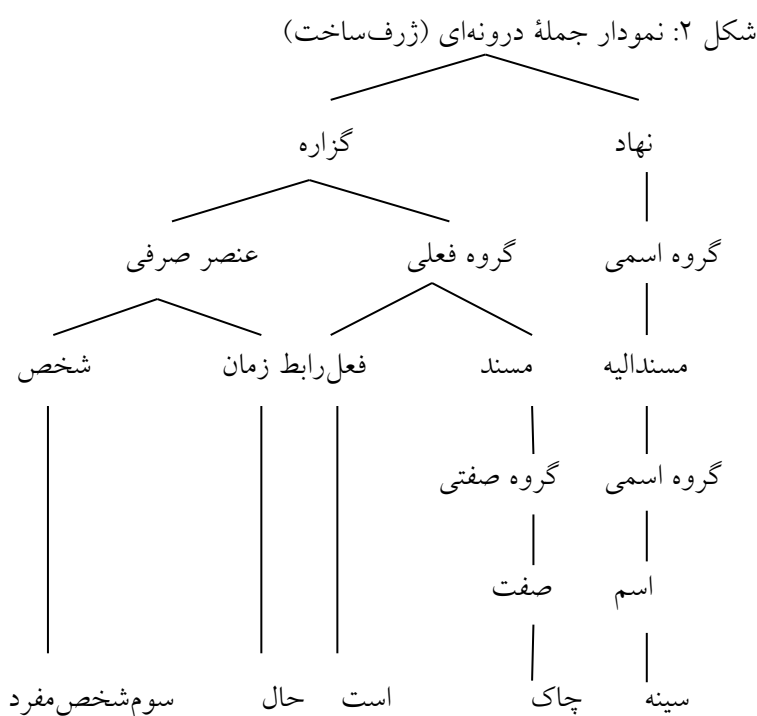 شکل ۲: نمودار جملهٔ درونه‌ای (ژرف‌ساخت)
نهاد گزاره
گروه اسمی گروه فعلی عنصر صرفی
مسندالیه مسند فعل‌رابط زمان شخص
گروه اسمی گروه صفتی
اسم صفت
سینه چاک است حال سوم‌شخص‌مفرد